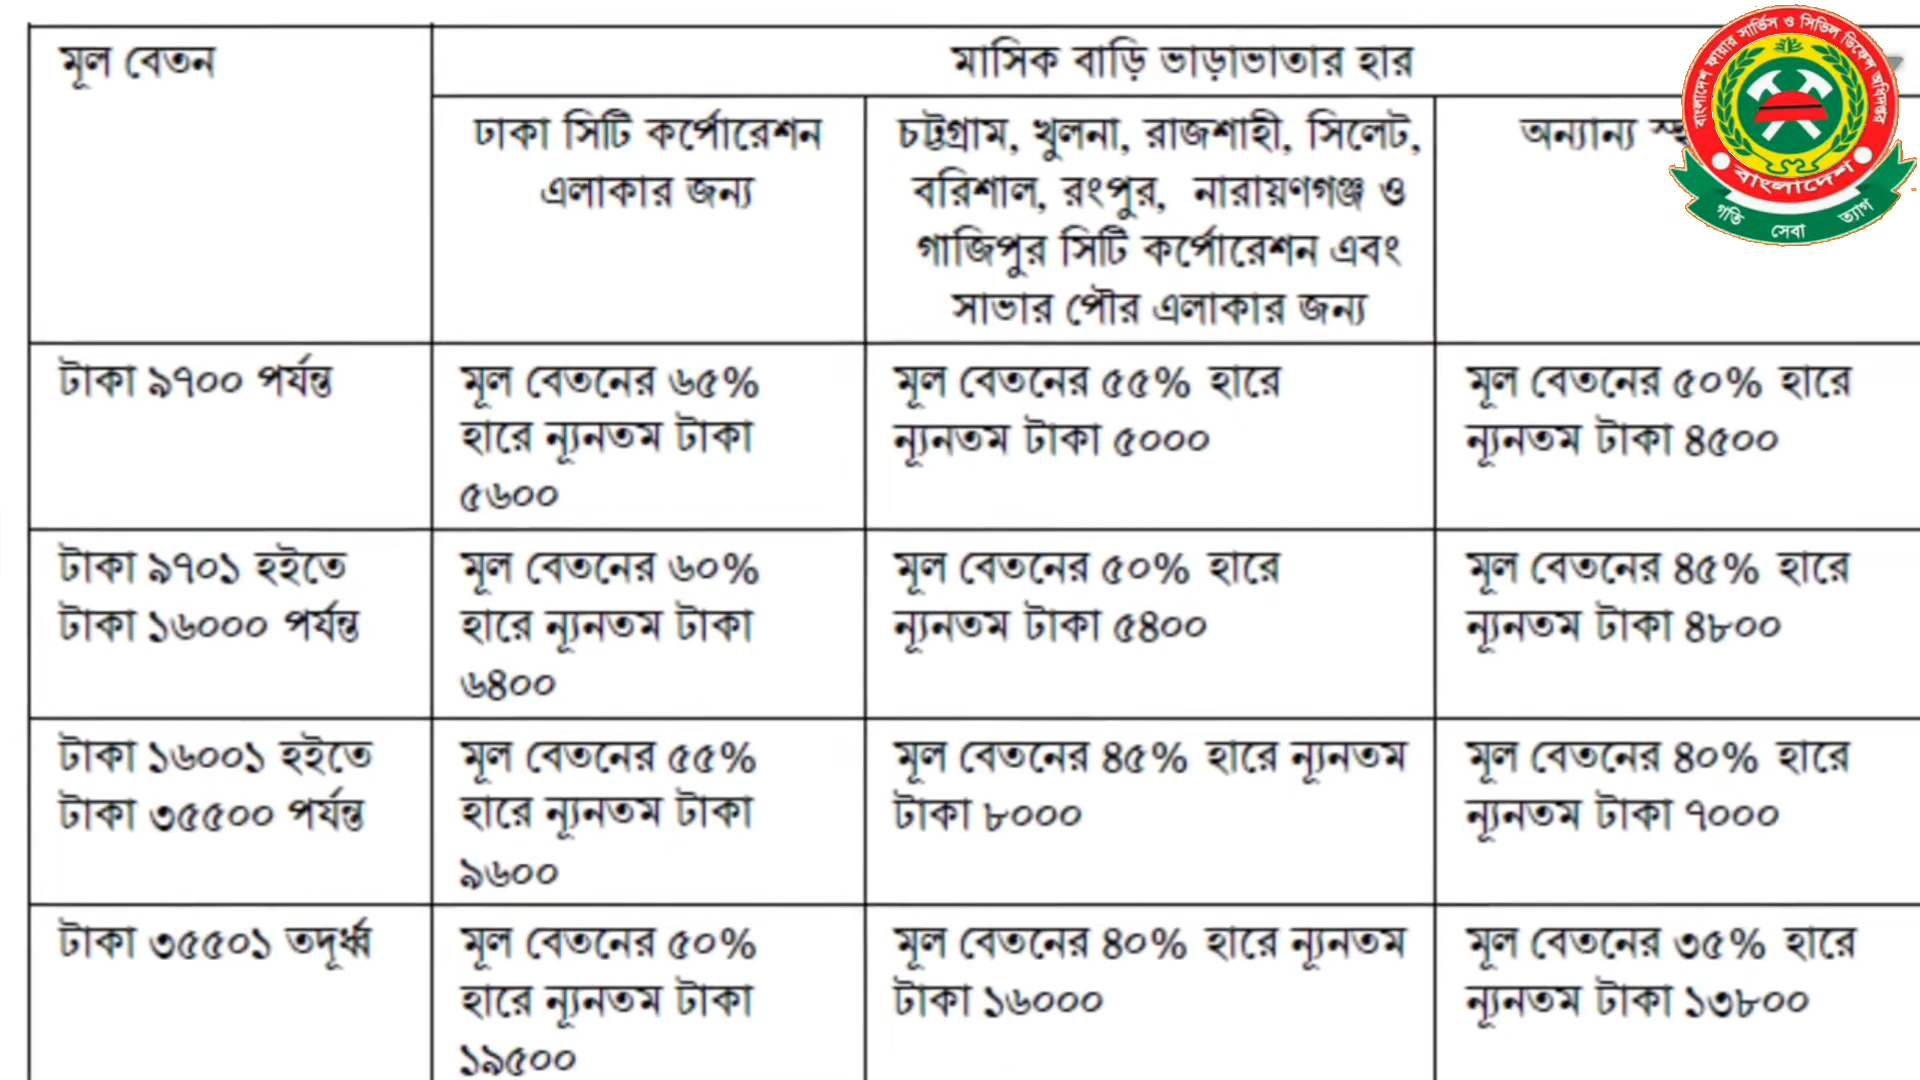 মূল বেতন
মাসিক বাড়ি ভাড়াভাতার হার
ঢাকা সিটি কর্পোরেশন
এলাকার জন্য
চট্টগ্রাম, খুলনা, রাজশাহী, সিলেট,
বরিশাল, রংপুর, নারায়ণগঞ্জ ও
গাজিপুর সিটি কর্পোরেশন এবং
সাভার পৌর এলাকার জন্য
অন্যান্য
টাকা ৯৭০০ পর্যন্ত
মূল বেতনের ৬৫%
হারে ন্যূনতম টাকা
৫৬০০
মূল বেতনের ৫৫% হারে
ন্যূনতম টাকা ৫০০০
মূল বেতনের ৫০% হারে
ন্যূনতম টাকা ৪৫০০
টাকা ৯৭০১ হইতে
টাকা ১৬০০০ পর্যন্ত
মূল বেতনের ৬০%
হারে ন্যূনতম টাকা
৬৪০০
মূল বেতনের ৫০% হারে
ন্যূনতম টাকা ৫৪০০
মূল বেতনের ৪৫% হারে
ন্যূনতম টাকা ৪৮০০
টাকা ১৬০০১ হইতে
টাকা ৩৫৫০০ পর্যন্ত
মূল বেতনের ৫৫%
হারে ন্যূনতম টাকা
৯৬০০
মূল বেতনের ৪৫% হারে ন্যূনতম
টাকা ৮০০০
মূল বেতনের ৪০% হারে
ন্যূনতম টাকা ৭০০০
টাকা ৩৫৫০১ তদূর্ধ্ব
মূল বেতনের ৫০%
হারে ন্যূনতম টাকা
১৯৫০০
মূল বেতনের ৪০% হারে ন্যূনতম
টাকা ১৬০০০
মূল বেতনের ৩৫% হারে
ন্যূনতম টাকা ১৩৮০০
বাংলাদেশ ফায়ার সার্ভিস ও সিভিল ডিফেন্স অধিদপ্তর
বাংলাদেশ
গতি
সেবা
ত্যাগ